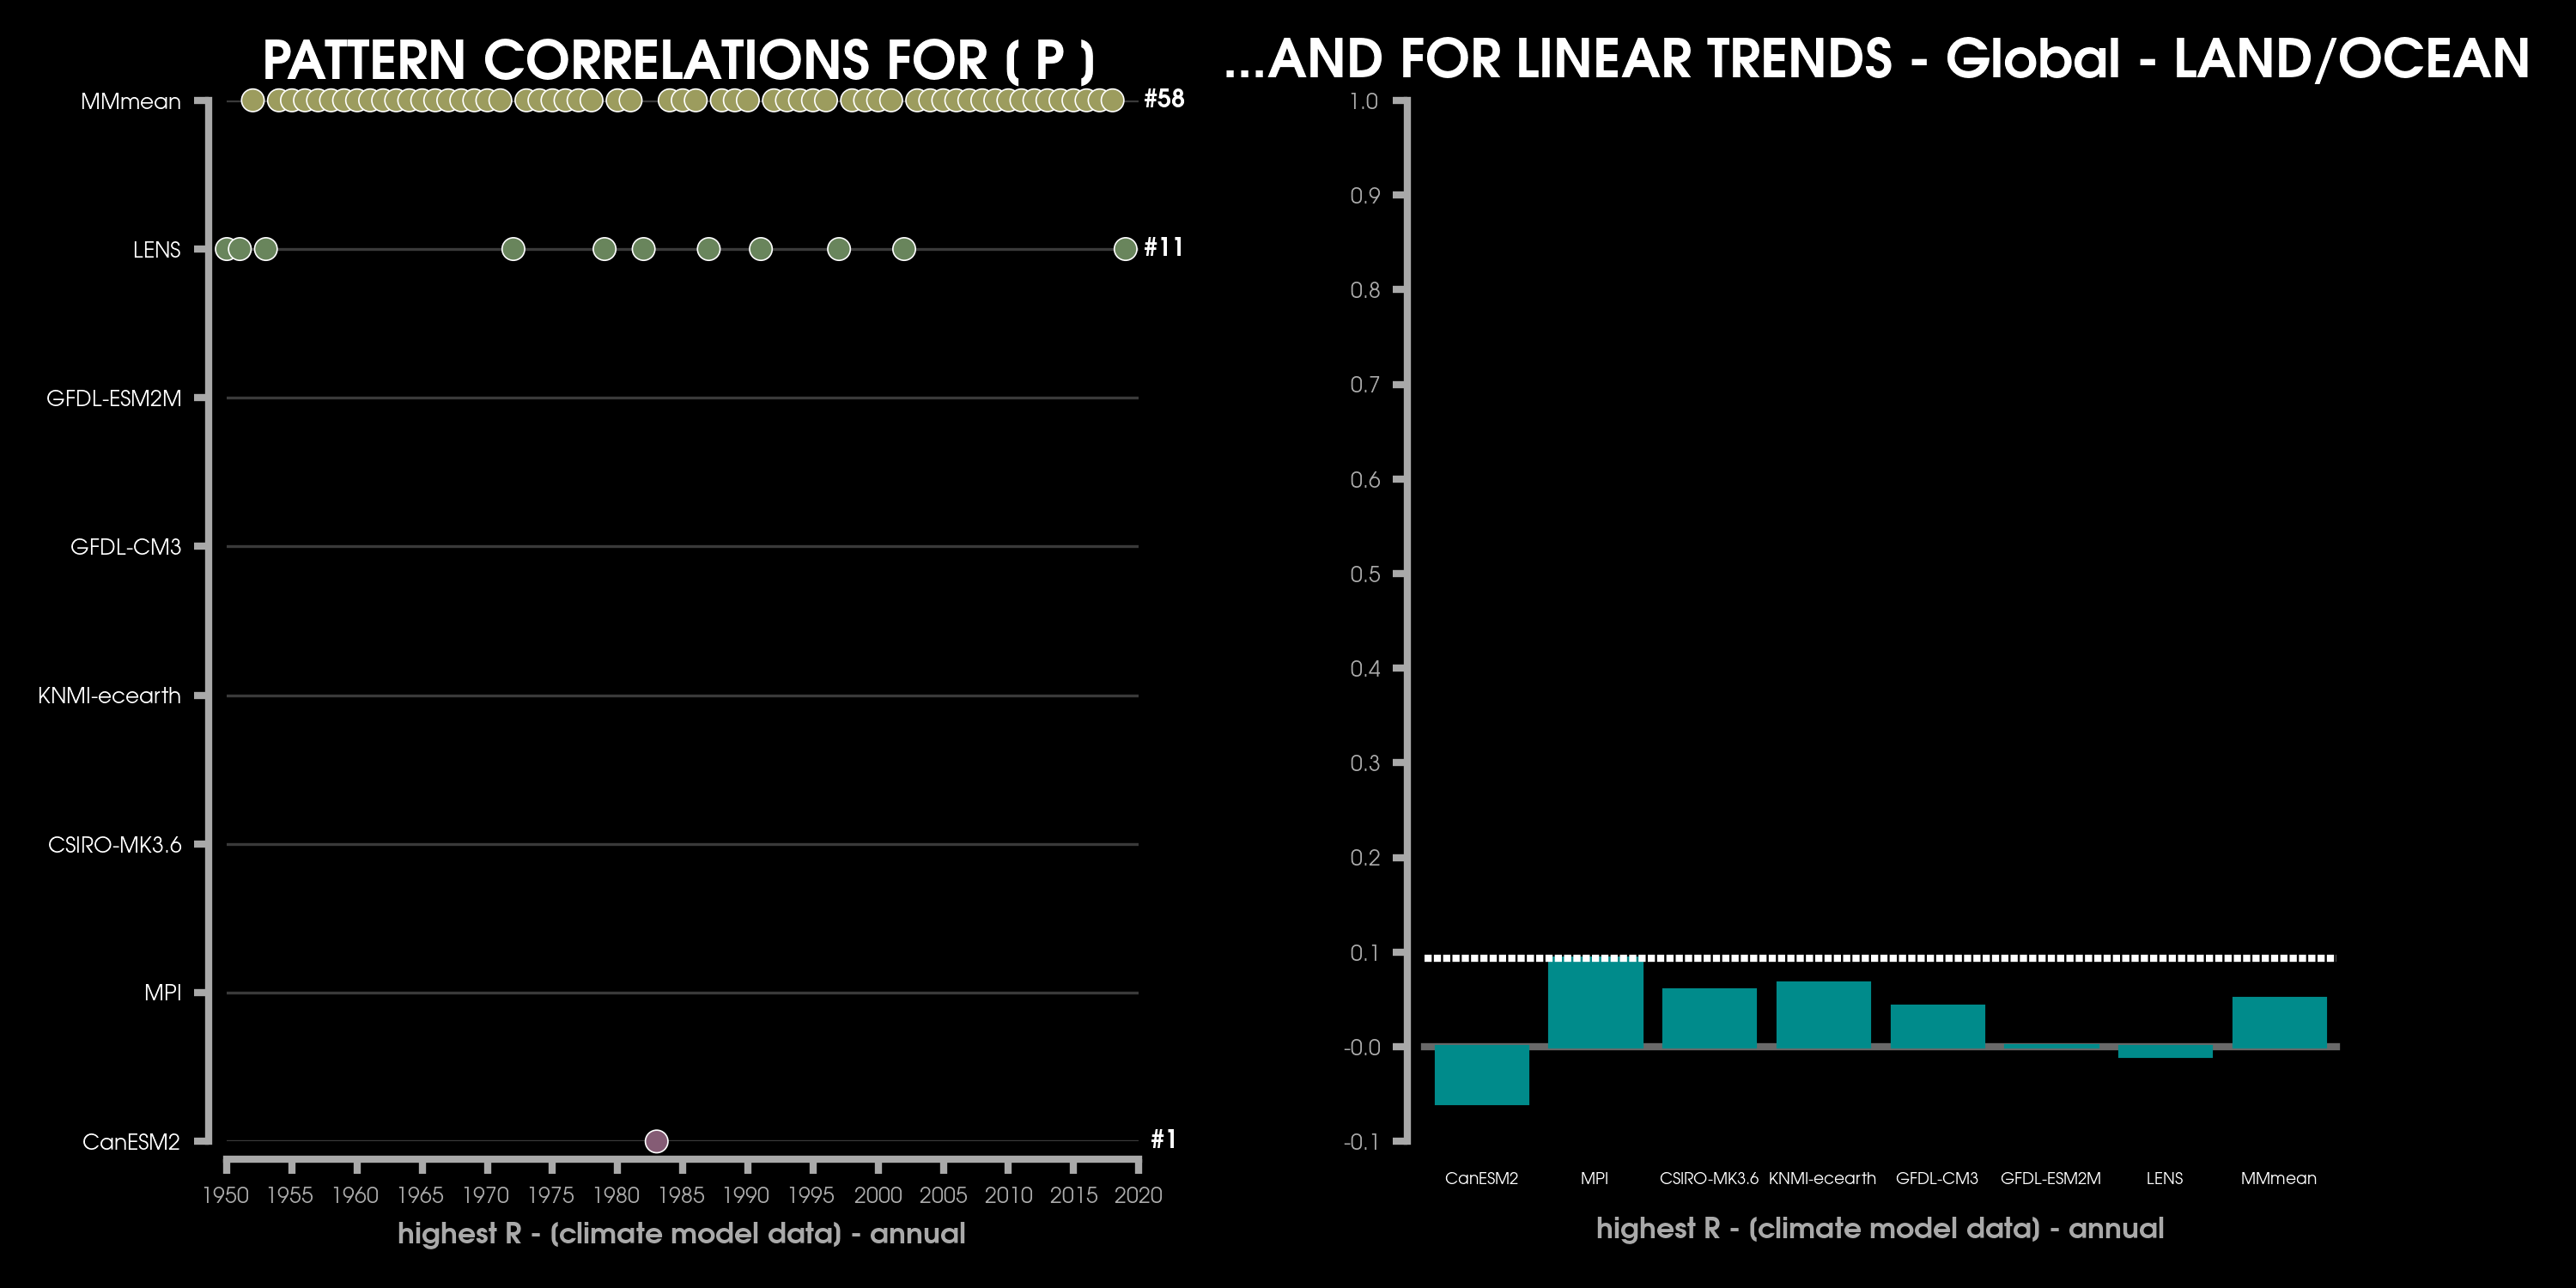 PATTERN CORRELATIONS FOR ( P )
MMmean
#58
LENS
#11
GFDL-ESM2M
GFDL-CM3
KNMI-ecearth
CSIRO-MK3.6
MPI
CanESM2
#1
1950 1955 1960 1965 1970 1975 1980 1985 1990 1995 2000 2005 2010 2015 2020
highest R - (climate model data) - annual
...AND FOR LINEAR TRENDS - Global - LAND/OCEAN
1.0
0.9
0.8
0.7
0.6
0.5
0.4
0.3
0.2
0.1
-0.0
-0.1
CanESM2 MPI CSIRO-MK3.6 KNMI-ecearth GFDL-CM3 GFDL-ESM2M LENS MMmean
highest R - (climate model data) - annual